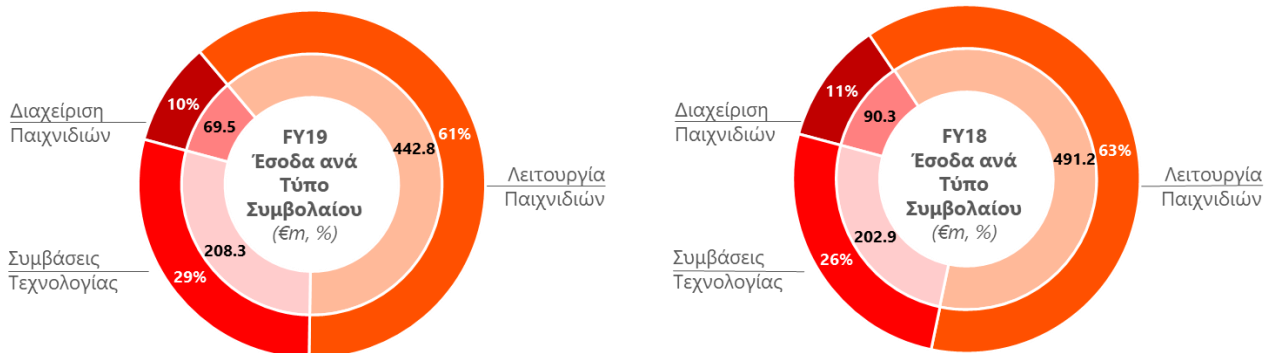 10%
Διαχείριση
Παιχνιδιών
69.5
FY19
Έσοδα ανά
Τύπο
Συμβολαίου
(€m, %)
442.8
61%
Λειτουργία
Παιχνιδιών
Συμβάσεις
Τεχνολογίας
208.3
29%
11%
Διαχείριση
Παιχνιδιών
90.3
FY18
Έσοδα ανά
Τύπο
Συμβολαίου
(€m, %)
491.2
63%
Λειτουργία
Παιχνιδιών
Συμβάσεις
Τεχνολογίας
202.9
26%